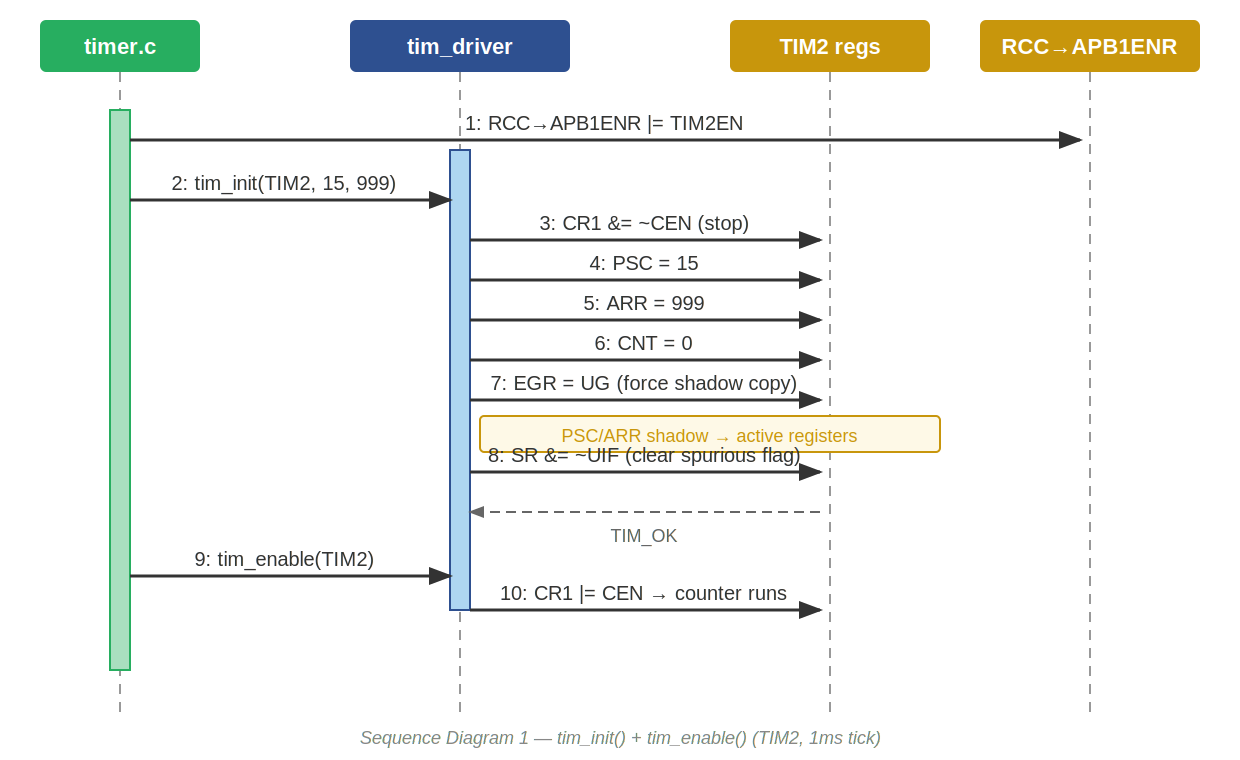 timer.c
tim_driver
TIM2 regs
RCC→APB1ENR
1: RCC→APB1ENR |= TIM2EN
2: tim_init(TIM2, 15, 999)
3: CR1 &= ~CEN (stop)
4: PSC = 15
5: ARR = 999
6: CNT = 0
7: EGR = UG (force shadow copy)
PSC/ARR shadow → active registers
8: SR &= ~UIF (clear spurious flag)
TIM_OK
9: tim_enable(TIM2)
10: CR1 |= CEN → counter runs
Sequence Diagram 1 — tim_init() + tim_enable() (TIM2, 1ms tick)